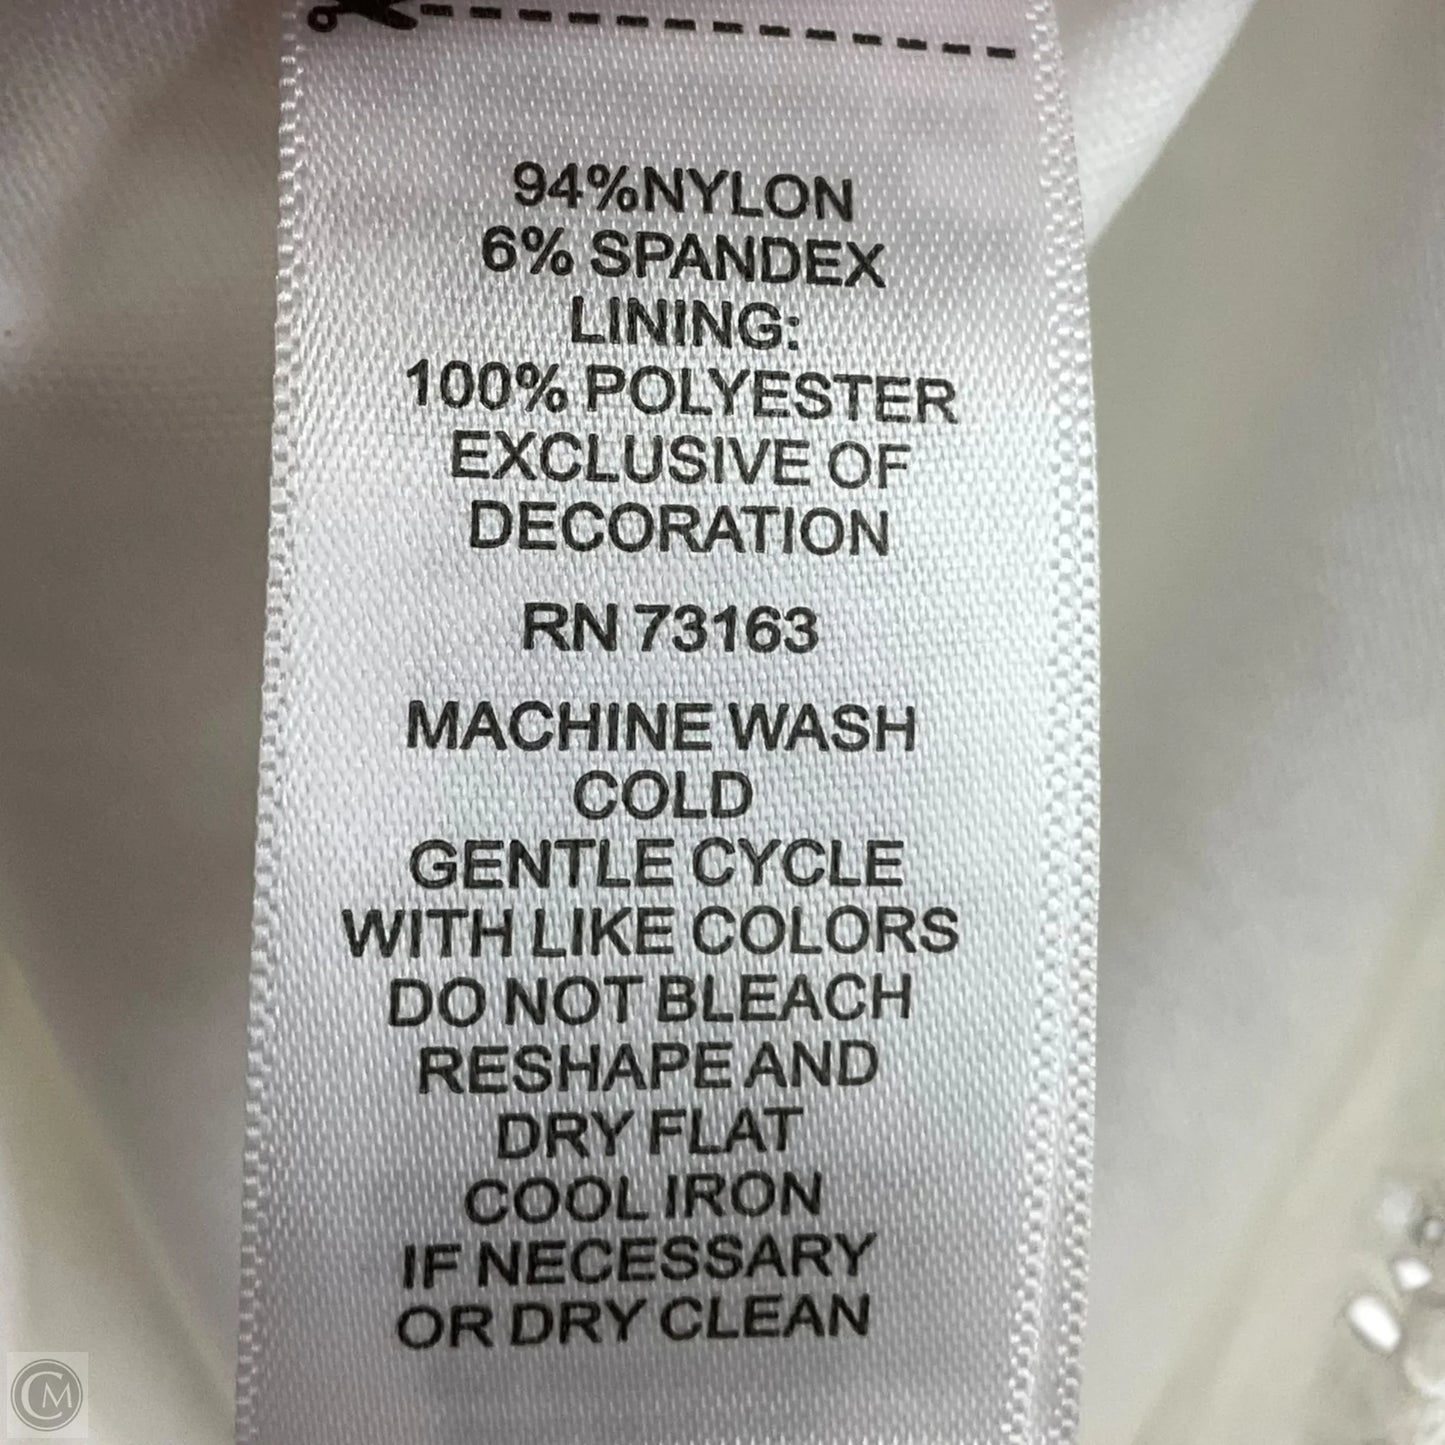 94%NYLON
6% SPANDEX
LINING:
100% POLYESTER
EXCLUSIVE OF
DECORATION
RN 73163
MACHINE WASH
COLD
GENTLE CYCLE
WITH LIKE COLORS
DO NOT BLEACH
RESHAPE AND
DRY FLAT
COOL IRON
IF NECESSARY
OR DRY CLEAN
CM